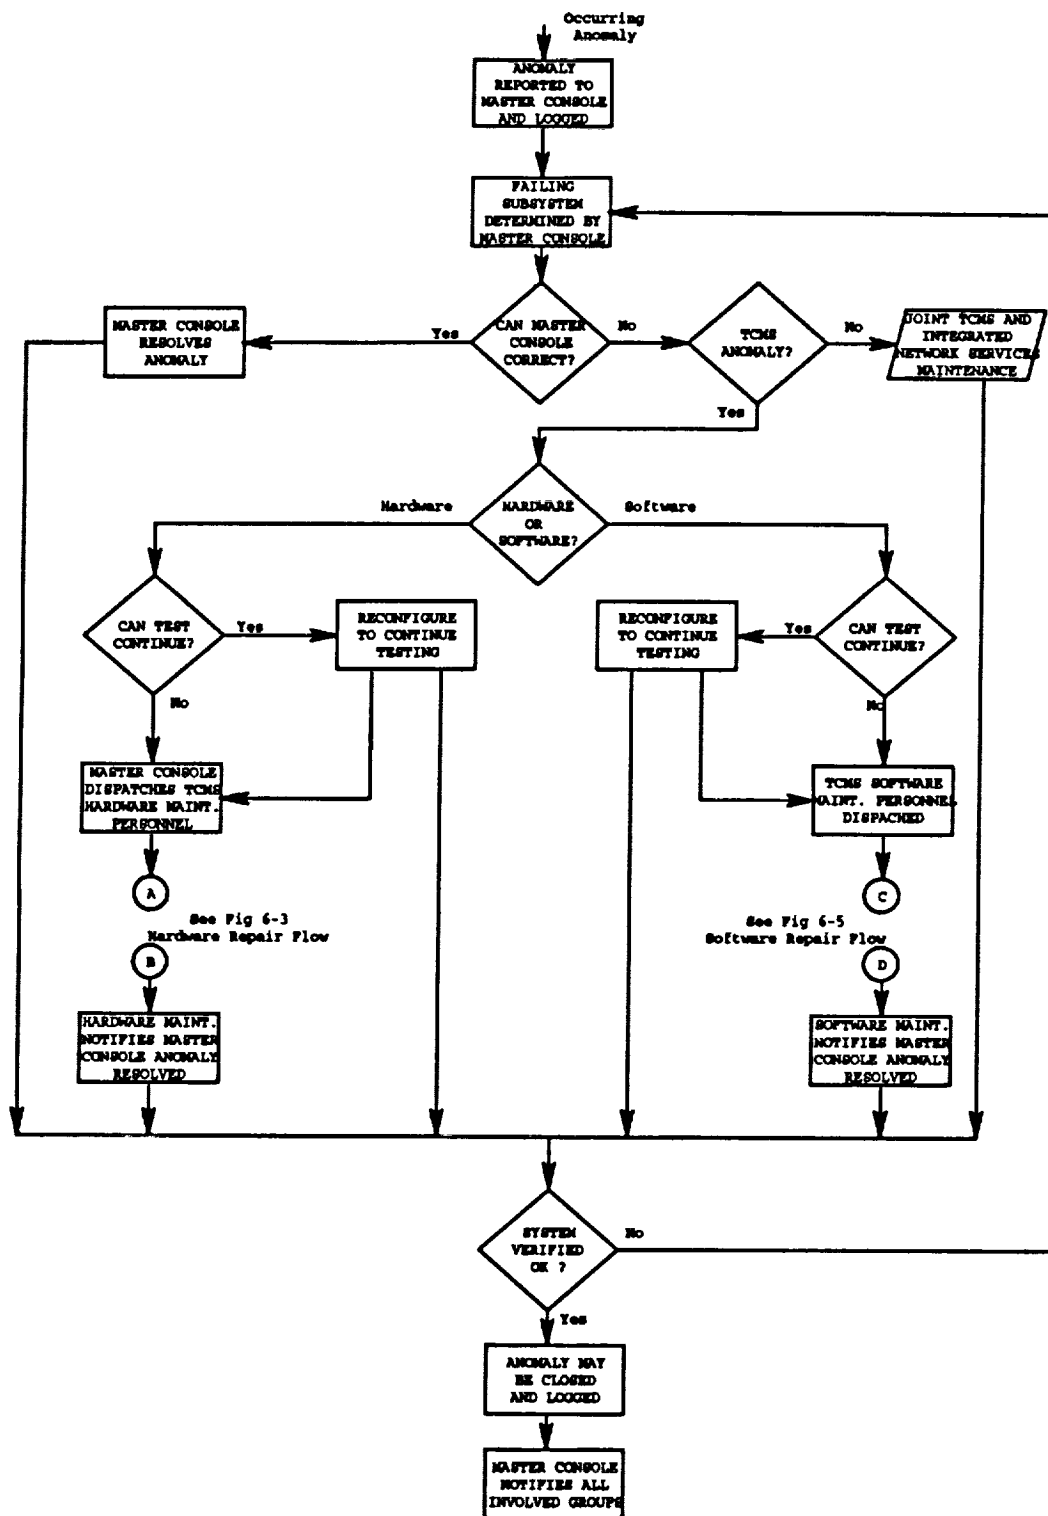 Occurring
Anomaly
ANOMALY
REPORTED TO
MASTER CONSOLE
AND LOGGED
FAILING
SUBSYSTEM
DETERMINED BY
MASTER CONSOLE
MASTER CONSOLE
RESOLVES
ANOMALY
Yes
CAN MASTER
CONSOLE
CORRECT?
No
TCMS
ANOMALY?
No
JOINT TCMS AND
INTEGRATED
NETWORK SERVICES
MAINTENANCE
Yes
Hardware
HARDWARE
OR
SOFTWARE?
Software
CAN TEST
CONTINUE?
Yes
RECONFIGURE
TO CONTINUE
TESTING
RECONFIGURE
TO CONTINUE
TESTING
Yes
CAN TEST
CONTINUE?
No
No
MASTER CONSOLE
DISPATCHES TCMS
HARDWARE MAINT.
PERSONNEL
TCMS SOFTWARE
MAINT. PERSONNEL
DISPACHED
A
C
See Fig 6-3
Hardware Repair Flow
See Fig 6-5
Software Repair Flow
B
D
HARDWARE MAINT.
NOTIFIES MASTER
CONSOLE ANOMALY
RESOLVED
SOFTWARE MAINT.
NOTIFIES MASTER
CONSOLE ANOMALY
RESOLVED
SYSTEM
VERIFIED
OK ?
No
Yes
ANOMALY MAY
BE CLOSED
AND LOGGED
MASTER CONSOLE
NOTIFIES ALL
INVOLVED GROUPS